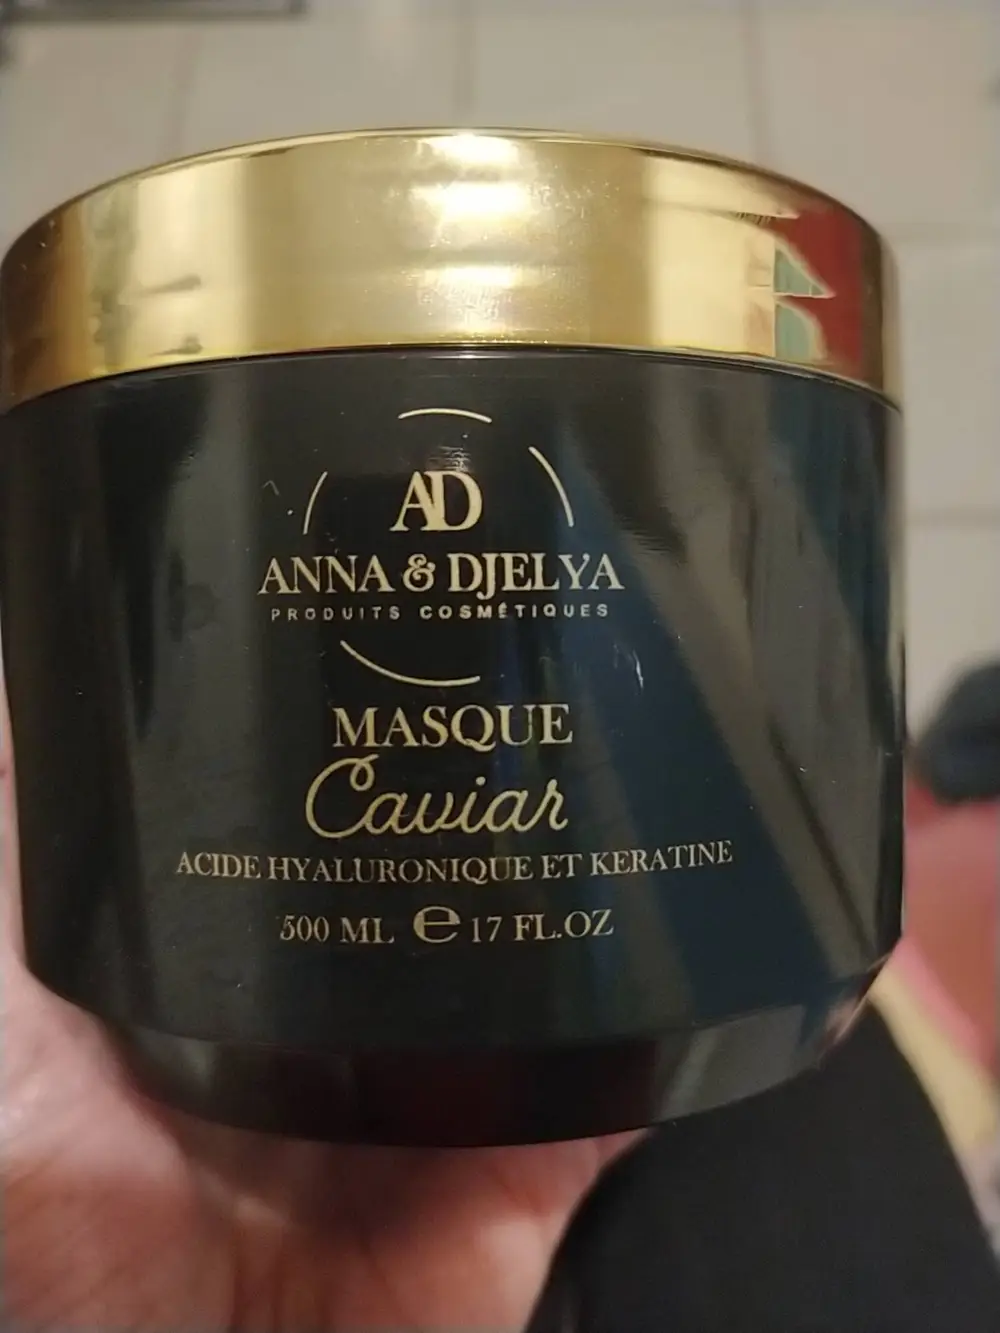 AD
ANNA & DJELYA
PRODUITS COSMÉTIQUES
MASQUE
Caviar
ACIDE HYALURONIQUE ET KERATINE
500 ML ℮ 17 FL.OZ